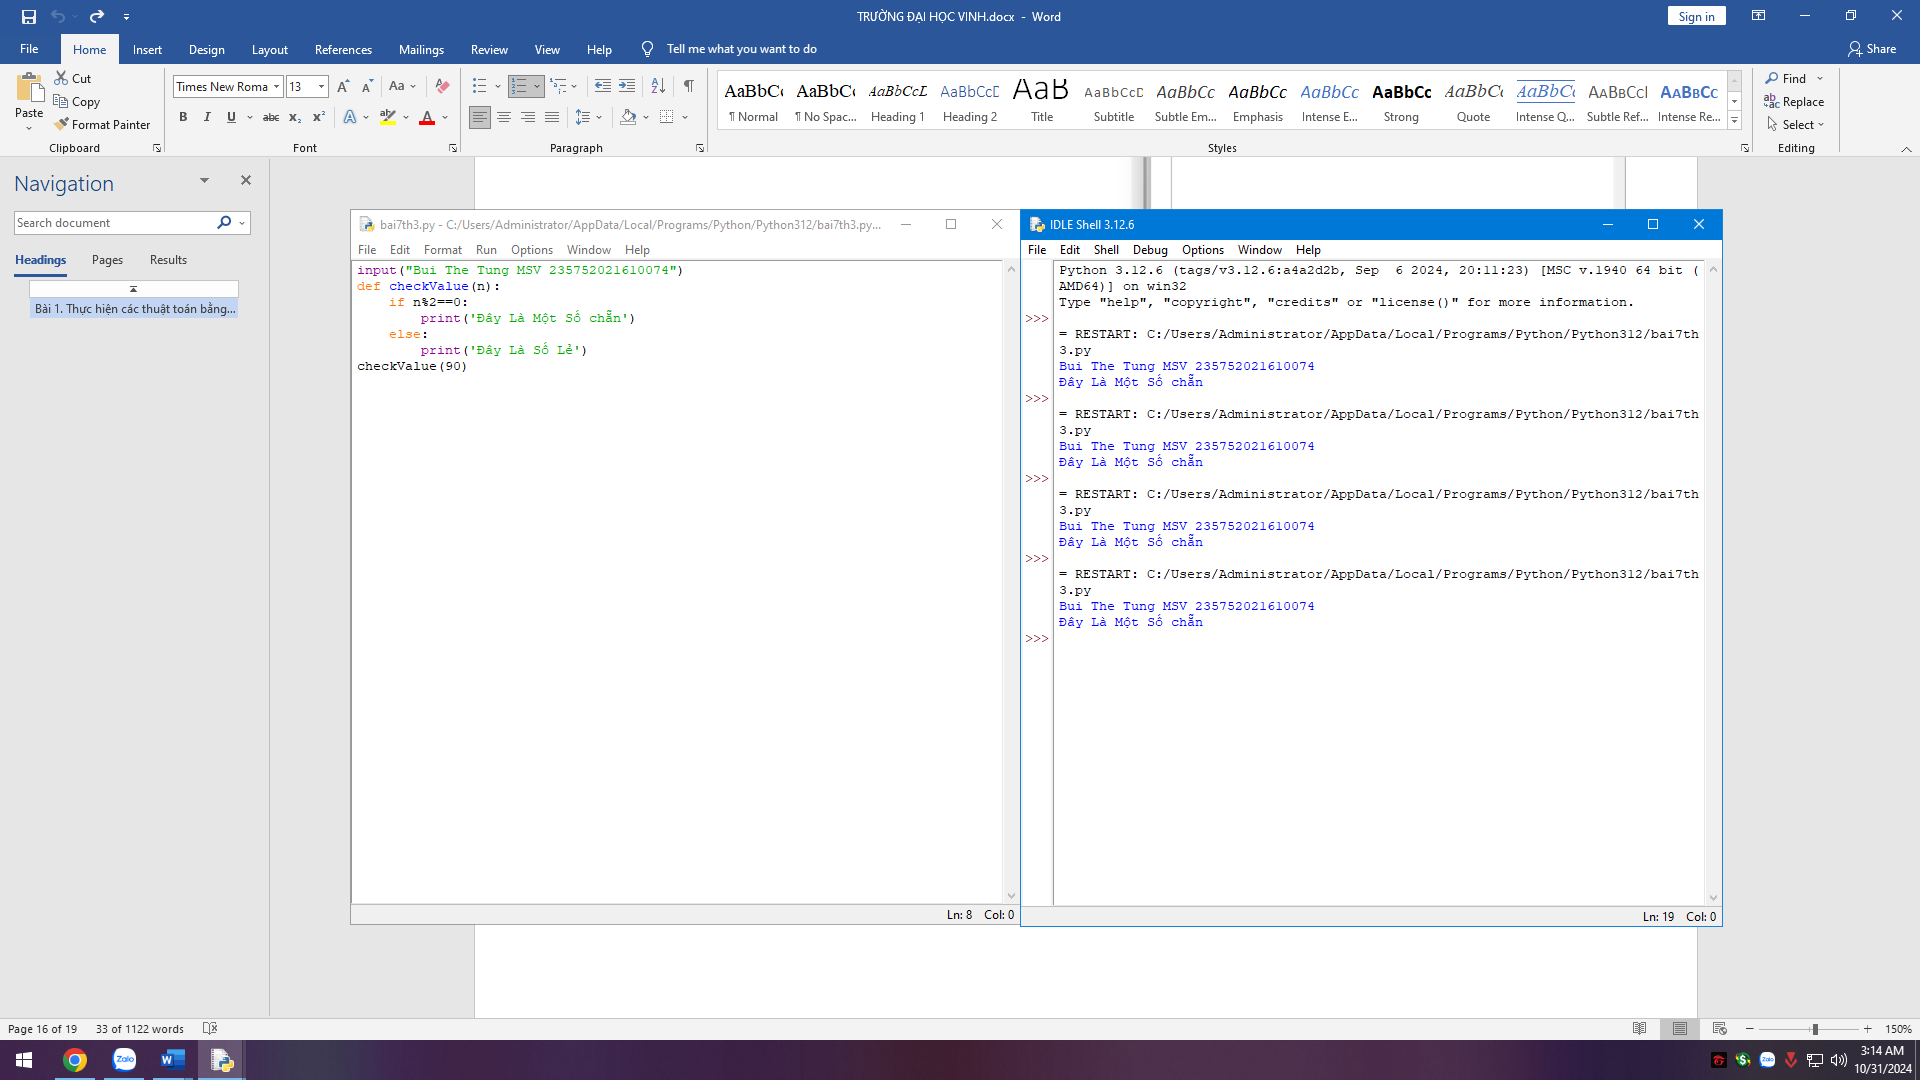 TRƯỜNG ĐẠI HỌC VINH.docx - Word
Sign in
File Home Insert Design Layout References Mailings Review View Help Tell me what you want to do
Share
Paste
Cut
Copy
Format Painter
Clipboard
Times New Roma 13
Font
Paragraph
AaBbCc AaBbCc AaBbCcD AaBbCcD AaB AaBbCcD AaBbCc AaBbCc AaBbCc AaBbCc AaBbCc AaBbCc AaBbCcI AaBbCc
¶ Normal ¶ No Spac... Heading 1 Heading 2 Title Subtitle Subtle Em... Emphasis Intense E... Strong Quote Intense Q... Subtle Ref... Intense Re...
Styles
Find
Replace
Select
Editing
Navigation
Search document
Headings Pages Results
Bài 1. Thực hiện các thuật toán bằng...
bai7th3.py - C:/Users/Administrator/AppData/Local/Programs/Python/Python312/bai7th3.py...
File Edit Format Run Options Window Help
input("Bui The Tung MSV 235752021610074")
def checkValue(n):
    if n%2==0:
        print('Đây Là Một Số chẵn')
    else:
        print('Đây Là Số Lẻ')
checkValue(90)
Ln: 8 Col: 0
IDLE Shell 3.12.6
File Edit Shell Debug Options Window Help
Python 3.12.6 (tags/v3.12.6:a4a2d2b, Sep  6 2024, 20:11:23) [MSC v.1940 64 bit (
AMD64)] on win32
Type "help", "copyright", "credits" or "license()" for more information.
>>>
= RESTART: C:/Users/Administrator/AppData/Local/Programs/Python/Python312/bai7th
3.py
Bui The Tung MSV 235752021610074
Đây Là Một Số chẵn
>>>
= RESTART: C:/Users/Administrator/AppData/Local/Programs/Python/Python312/bai7th
3.py
Bui The Tung MSV 235752021610074
Đây Là Một Số chẵn
>>>
= RESTART: C:/Users/Administrator/AppData/Local/Programs/Python/Python312/bai7th
3.py
Bui The Tung MSV 235752021610074
Đây Là Một Số chẵn
>>>
= RESTART: C:/Users/Administrator/AppData/Local/Programs/Python/Python312/bai7th
3.py
Bui The Tung MSV 235752021610074
Đây Là Một Số chẵn
>>>
Ln: 19 Col: 0
Page 16 of 19 33 of 1122 words
150%
Zalo
3:14 AM
10/31/2024